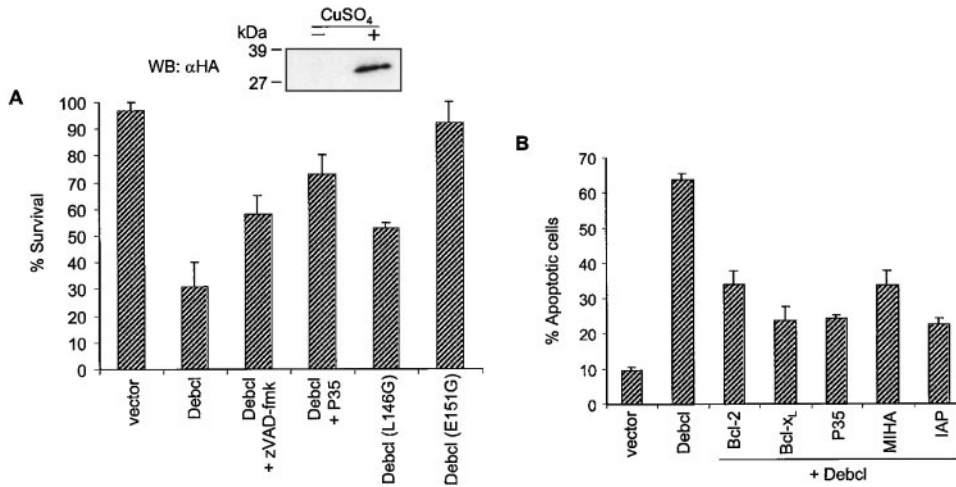 CuSO4
kDa − +
39
WB: αHA
27
A
% Survival
100
90
80
70
60
50
40
30
20
10
0
vector
Debcl
Debcl
+ zVAD-fmk
Debcl
+ P35
Debcl (L146G)
Debcl (E151G)
B
% Apoptotic cells
70
60
50
40
30
20
10
0
vector
Debcl
Bcl-2
Bcl-xL
P35
MIHA
IAP
+ Debcl